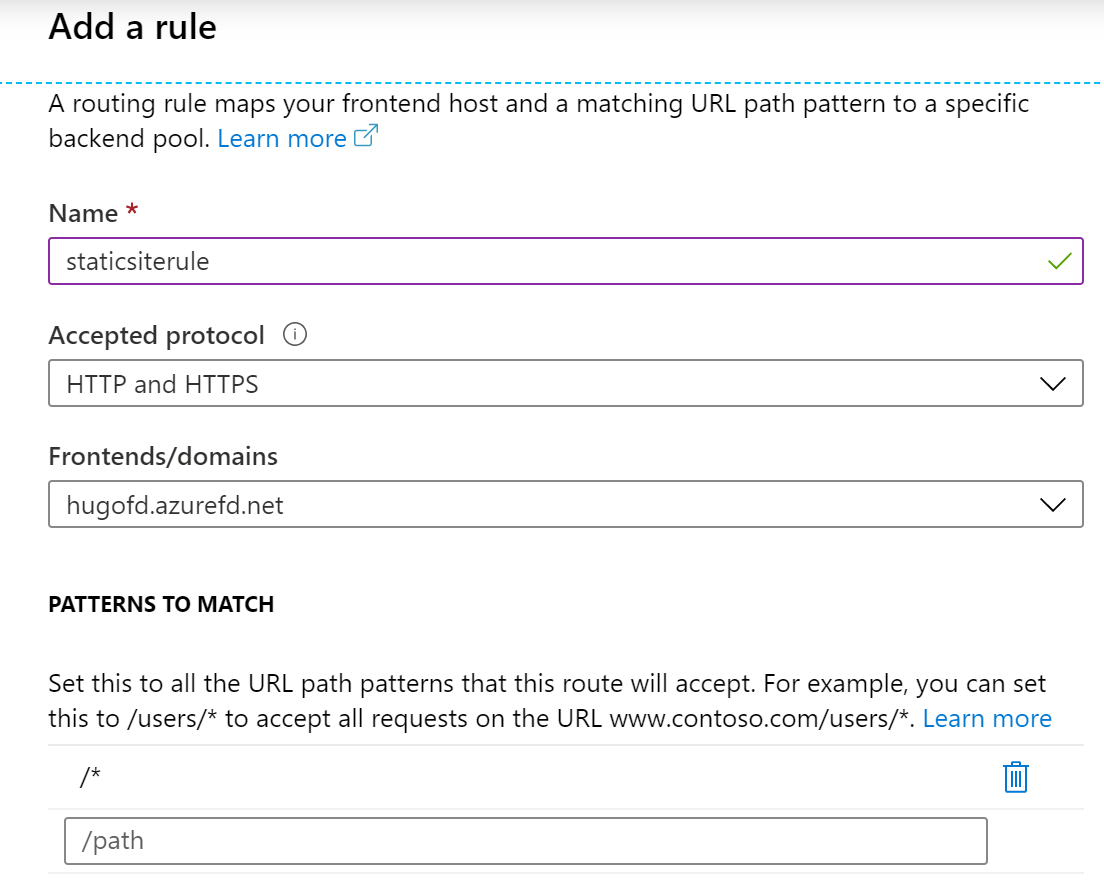 Add a rule
A routing rule maps your frontend host and a matching URL path pattern to a specific
backend pool. Learn more
Name *
staticsiterule
Accepted protocol
HTTP and HTTPS
Frontends/domains
hugofd.azurefd.net
PATTERNS TO MATCH
Set this to all the URL path patterns that this route will accept. For example, you can set
this to /users/* to accept all requests on the URL www.contoso.com/users/*. Learn more
/*
/path